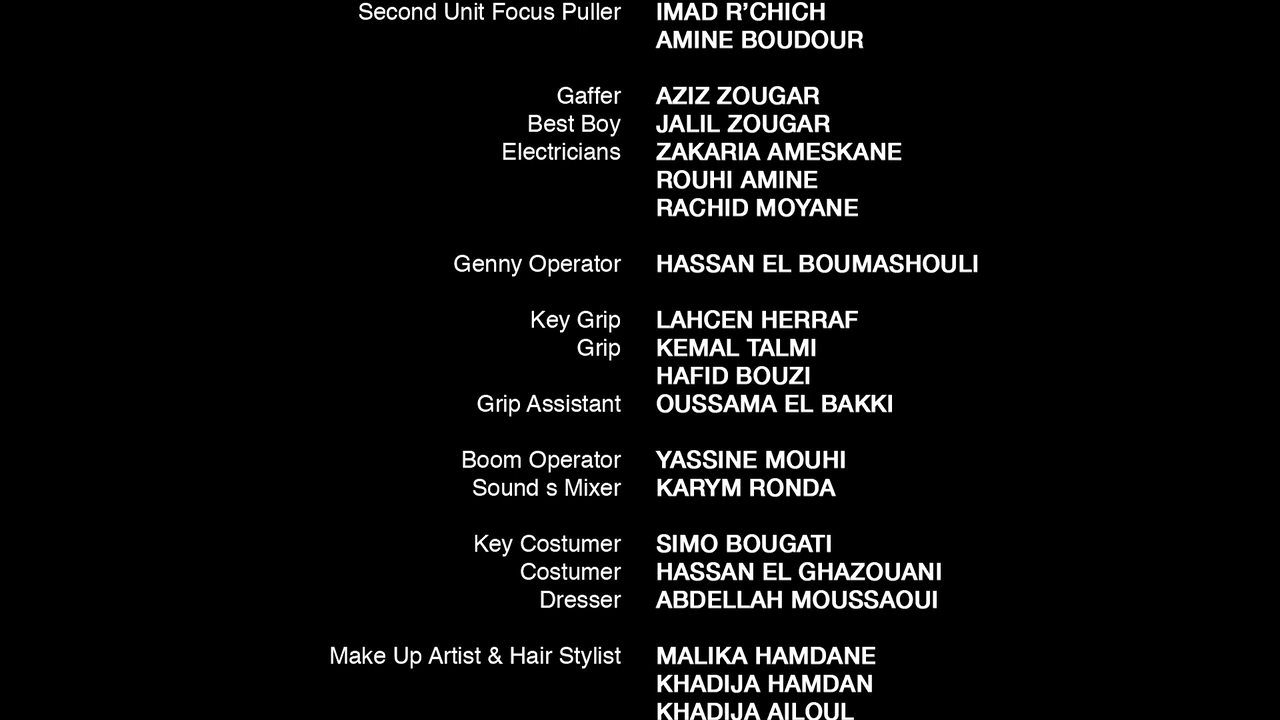 Second Unit Focus Puller IMAD R’CHICH
AMINE BOUDOUR
Gaffer AZIZ ZOUGAR
Best Boy JALIL ZOUGAR
Electricians ZAKARIA AMESKANE
ROUHI AMINE
RACHID MOYANE
Genny Operator HASSAN EL BOUMASHOULI
Key Grip LAHCEN HERRAF
Grip KEMAL TALMI
HAFID BOUZI
Grip Assistant OUSSAMA EL BAKKI
Boom Operator YASSINE MOUHI
Sound s Mixer KARYM RONDA
Key Costumer SIMO BOUGATI
Costumer HASSAN EL GHAZOUANI
Dresser ABDELLAH MOUSSAOUI
Make Up Artist & Hair Stylist MALIKA HAMDANE
KHADIJA HAMDAN
KHADIJA AILOUL